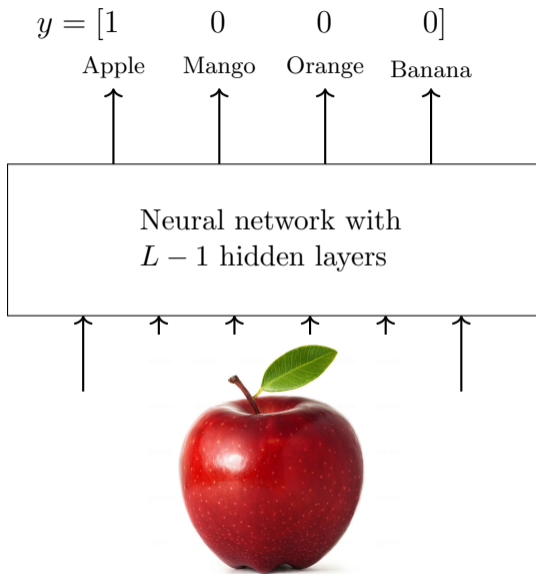 y = [1 0 0 0]
Apple Mango Orange Banana
Neural network with
L − 1 hidden layers